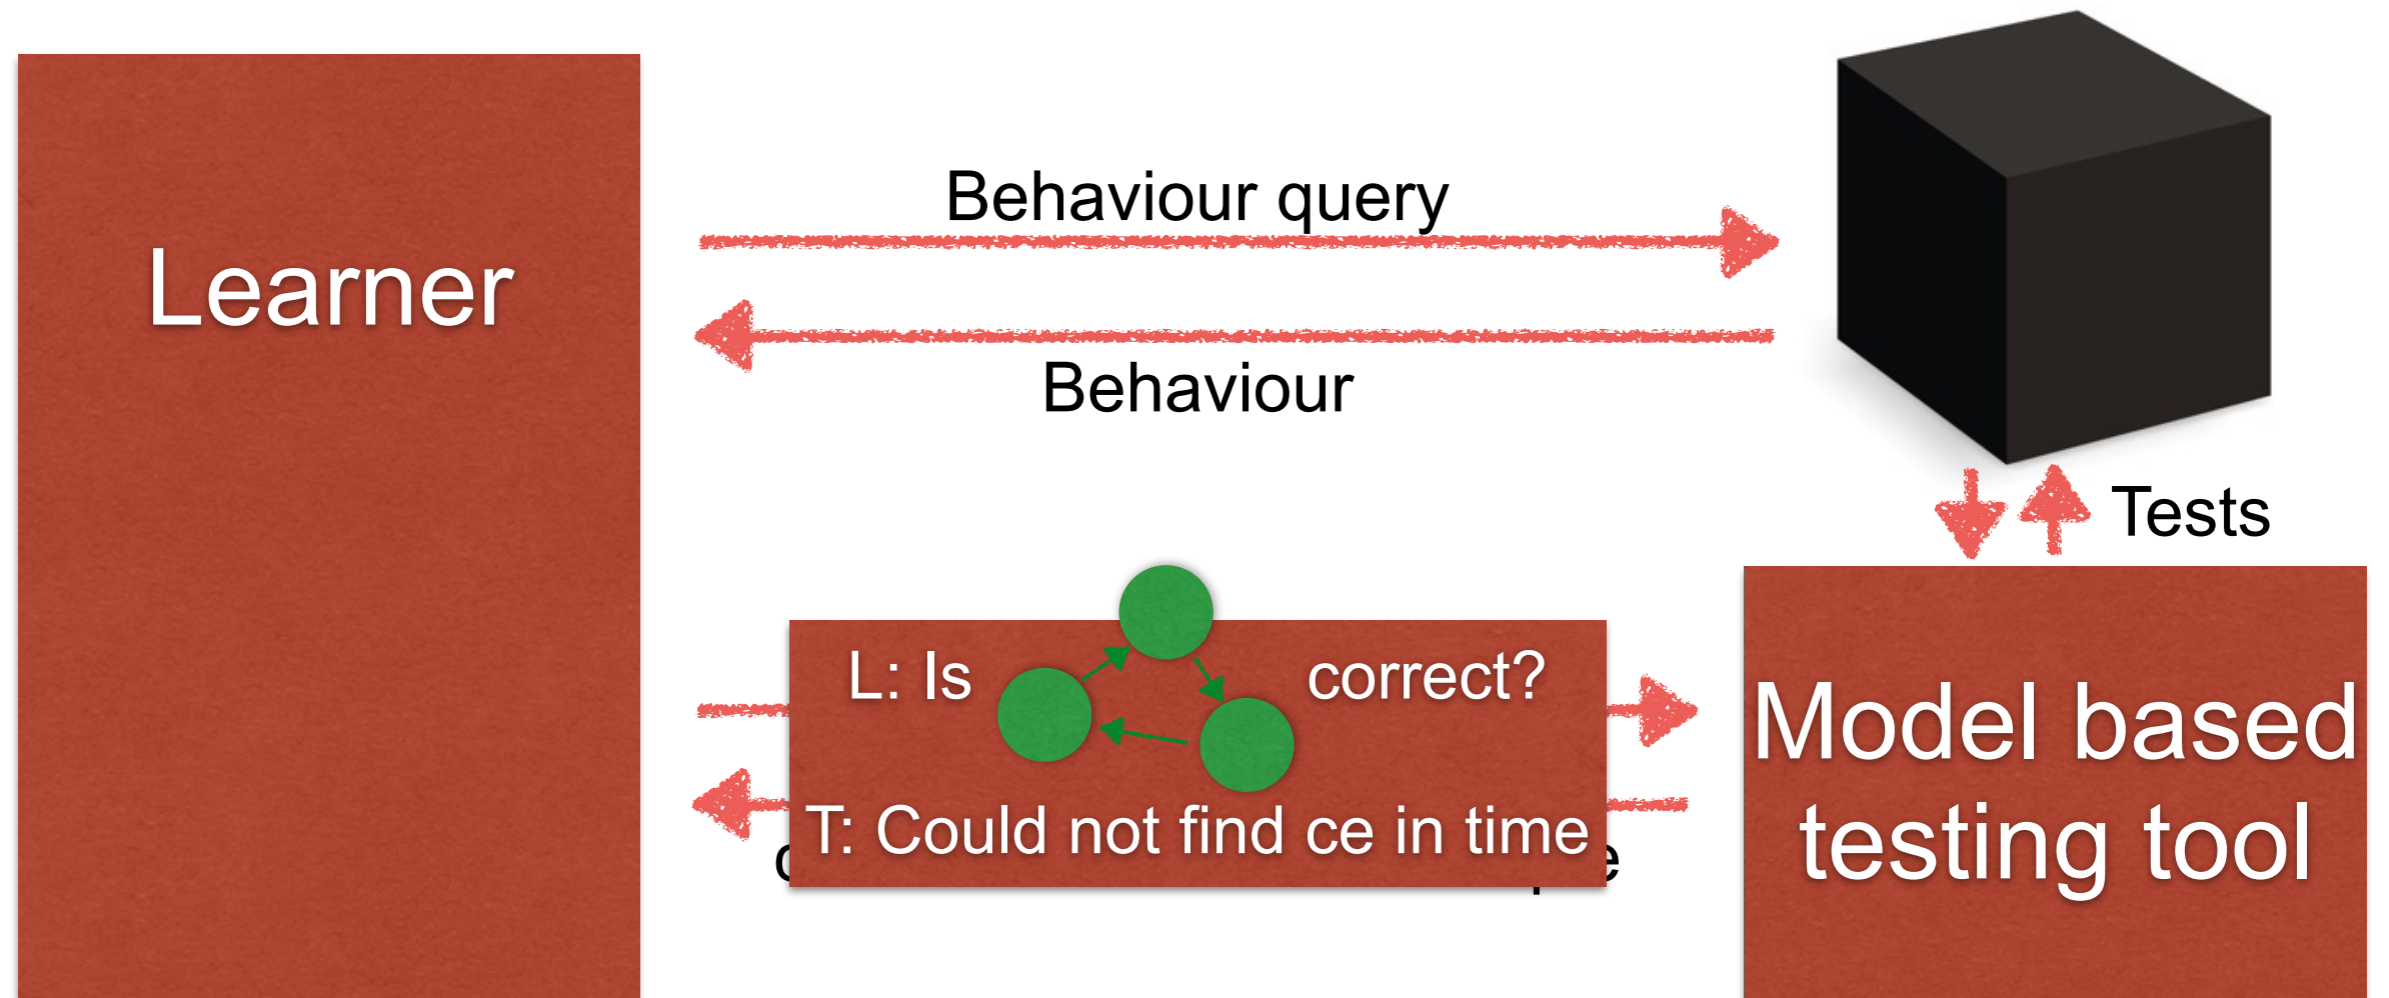 Behaviour query
Learner
Behaviour
Tests
L: Is correct?
Model based
testing tool
T: Could not find ce in time